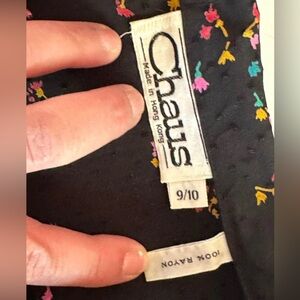 Chaus
Made in Hong Kong
9/10
100% RAYON